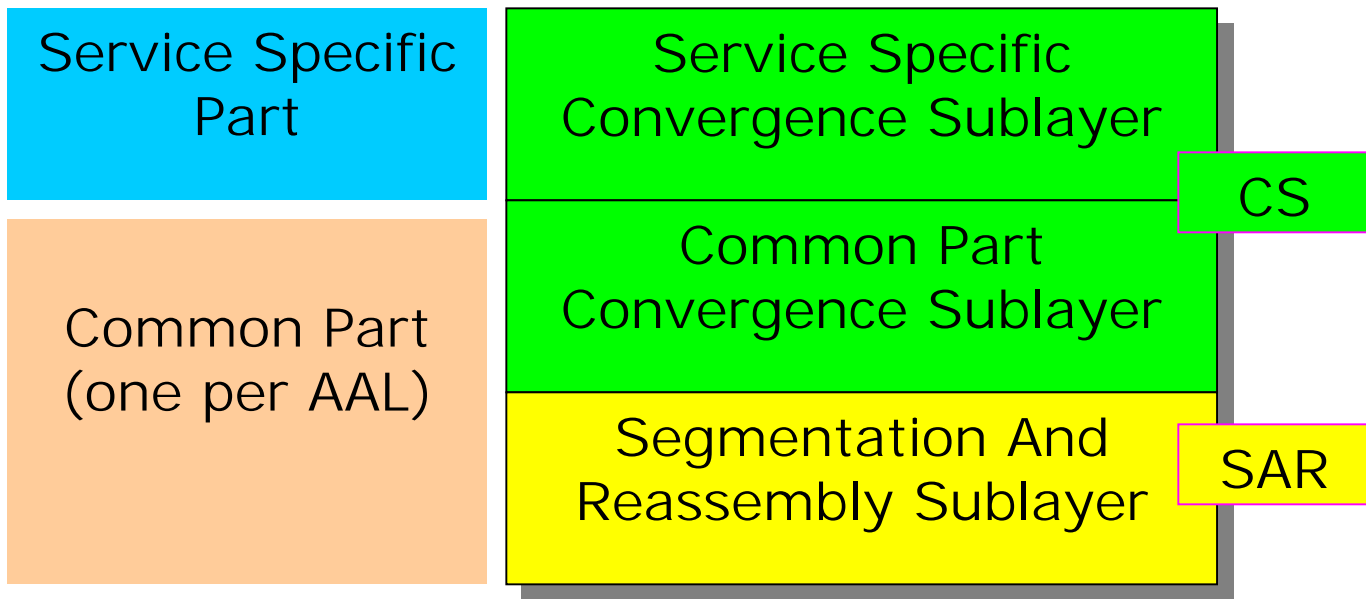 Service Specific
Part
Service Specific
Convergence Sublayer
CS
Common Part
Convergence Sublayer
Common Part
(one per AAL)
Segmentation And
Reassembly Sublayer
SAR